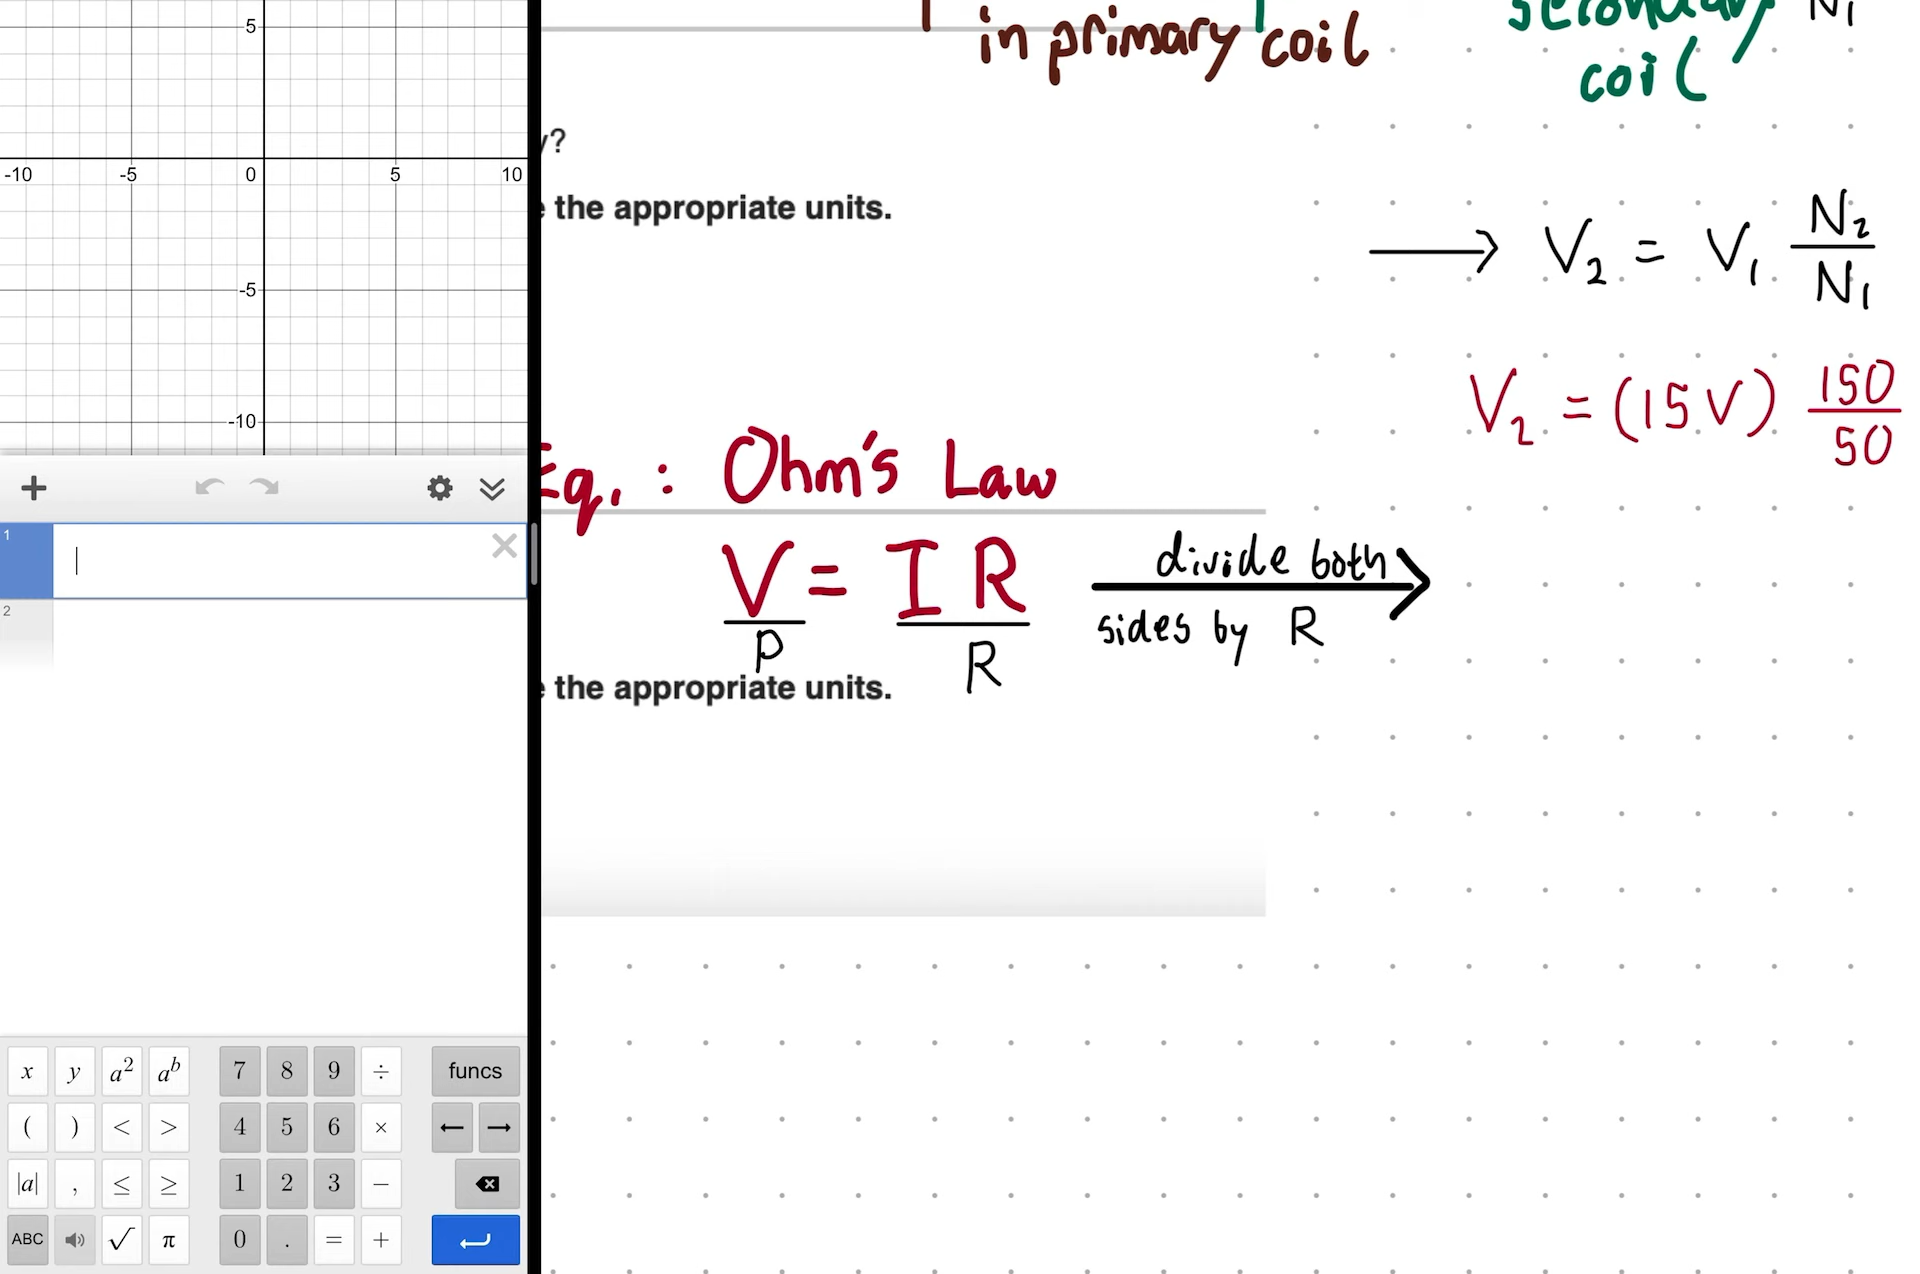 5
-10 -5 0 5 10
-5
-10
1
2
x y a² aᵇ 7 8 9 ÷ funcs
( ) < > 4 5 6 × ← →
|a| , ≤ ≥ 1 2 3 −
ABC √ π 0 . = +
in primary coil
secondary N₁
coil
y?
the appropriate units.
→ V₂ = V₁ N₂/N₁
V₂ = (15 V) 150/50
Eq. : Ohm's Law
V/P = I R/R
divide both
sides by R
the appropriate units.